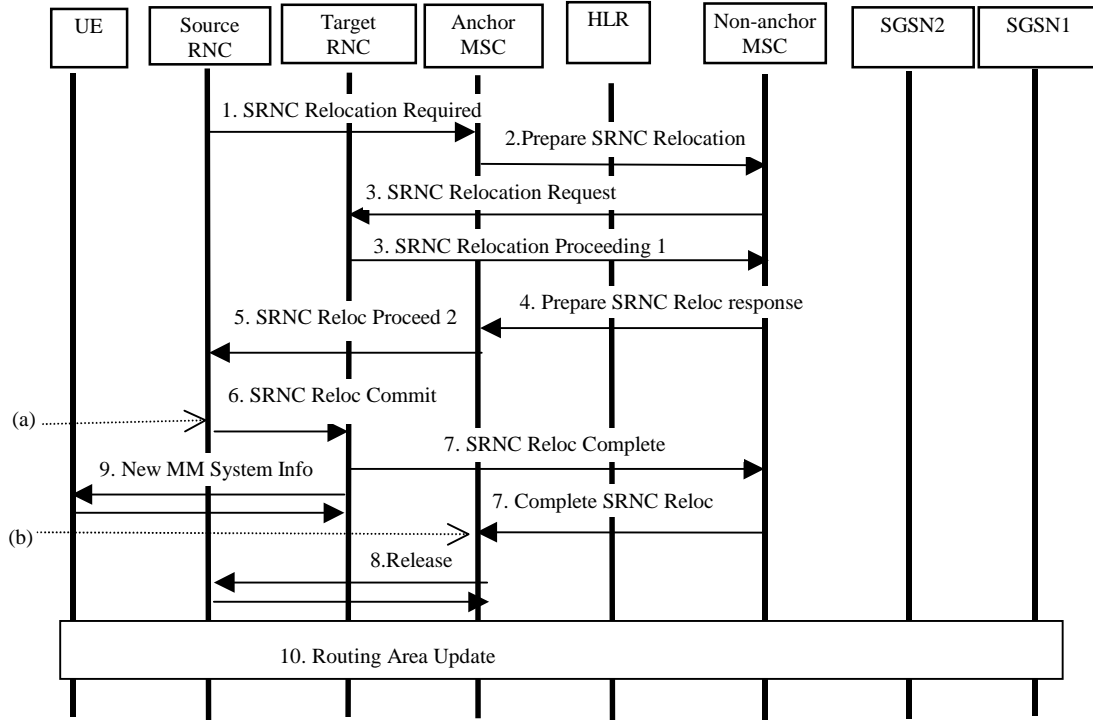 UE
Source
RNC
Target
RNC
Anchor
MSC
HLR
Non-anchor
MSC
SGSN2
SGSN1
1. SRNC Relocation Required
2.Prepare SRNC Relocation
3. SRNC Relocation Request
3. SRNC Relocation Proceeding 1
4. Prepare SRNC Reloc response
5. SRNC Reloc Proceed 2
6. SRNC Reloc Commit
(a)
7. SRNC Reloc Complete
9. New MM System Info
7. Complete SRNC Reloc
(b)
8.Release
10. Routing Area Update